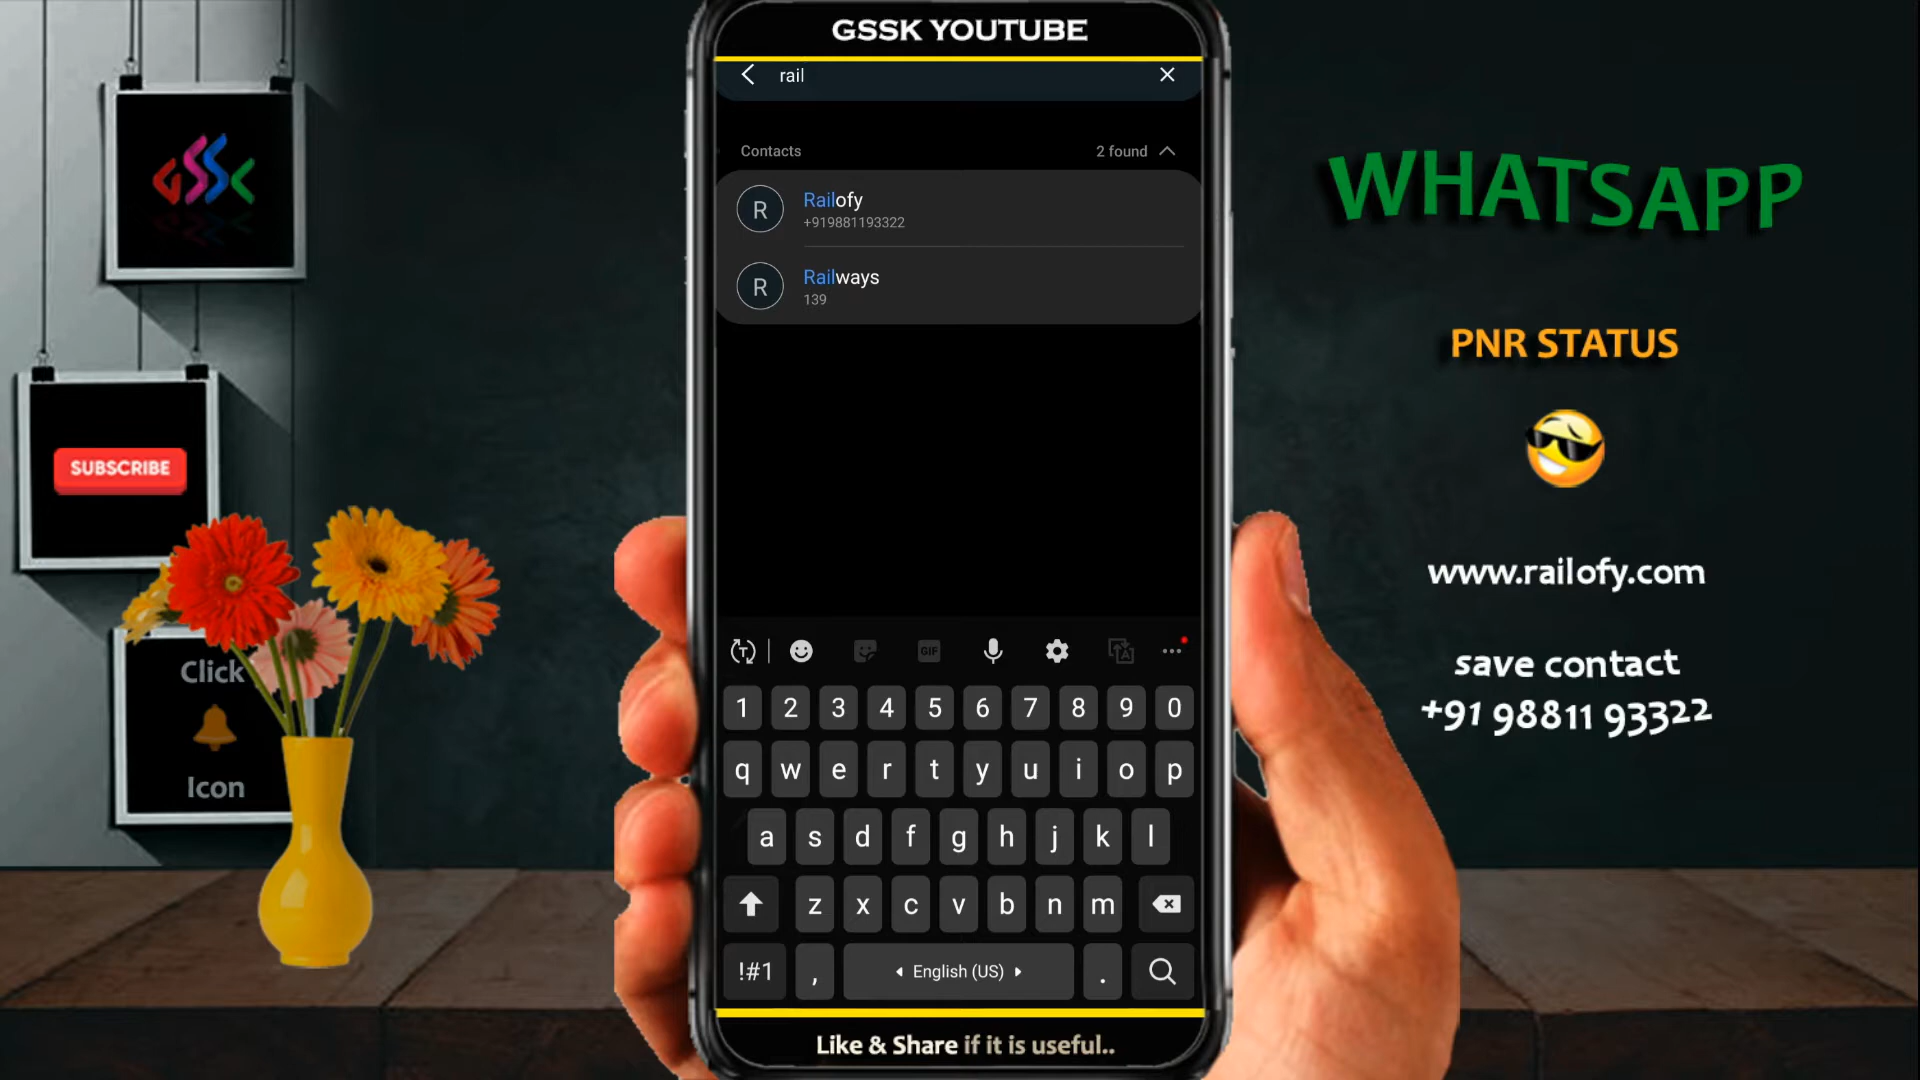 GSSK YOUTUBE
rail
Contacts
2 found
Railofy
+919881193322
Railways
139
R
R
GSSK
SUBSCRIBE
Click
Icon
WHATSAPP
PNR STATUS
www.railofy.com
save contact
+91 98811 93322
T
GIF
A
1 2 3 4 5 6 7 8 9 0
q w e r t y u i o p
a s d f g h j k l
z x c v b n m
!#1 , English (US) .
Like & Share if it is useful..